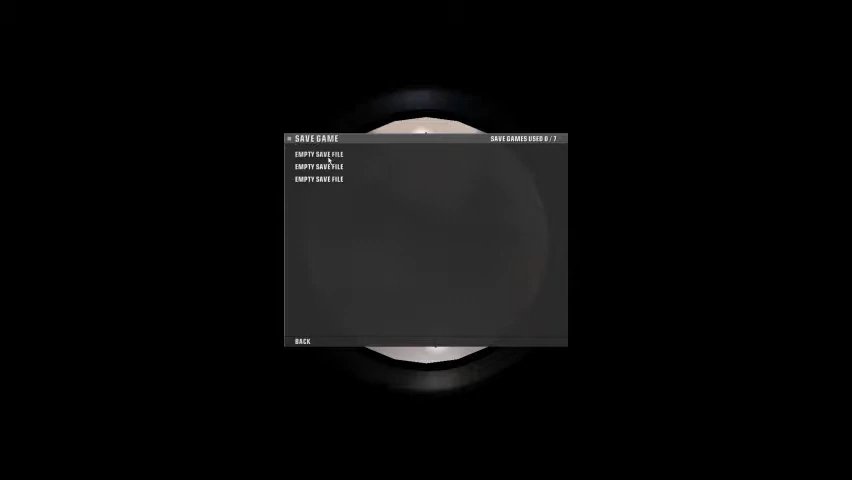 SAVE GAME
SAVE GAMES USED 0 / 7
EMPTY SAVE FILE
EMPTY SAVE FILE
EMPTY SAVE FILE
BACK